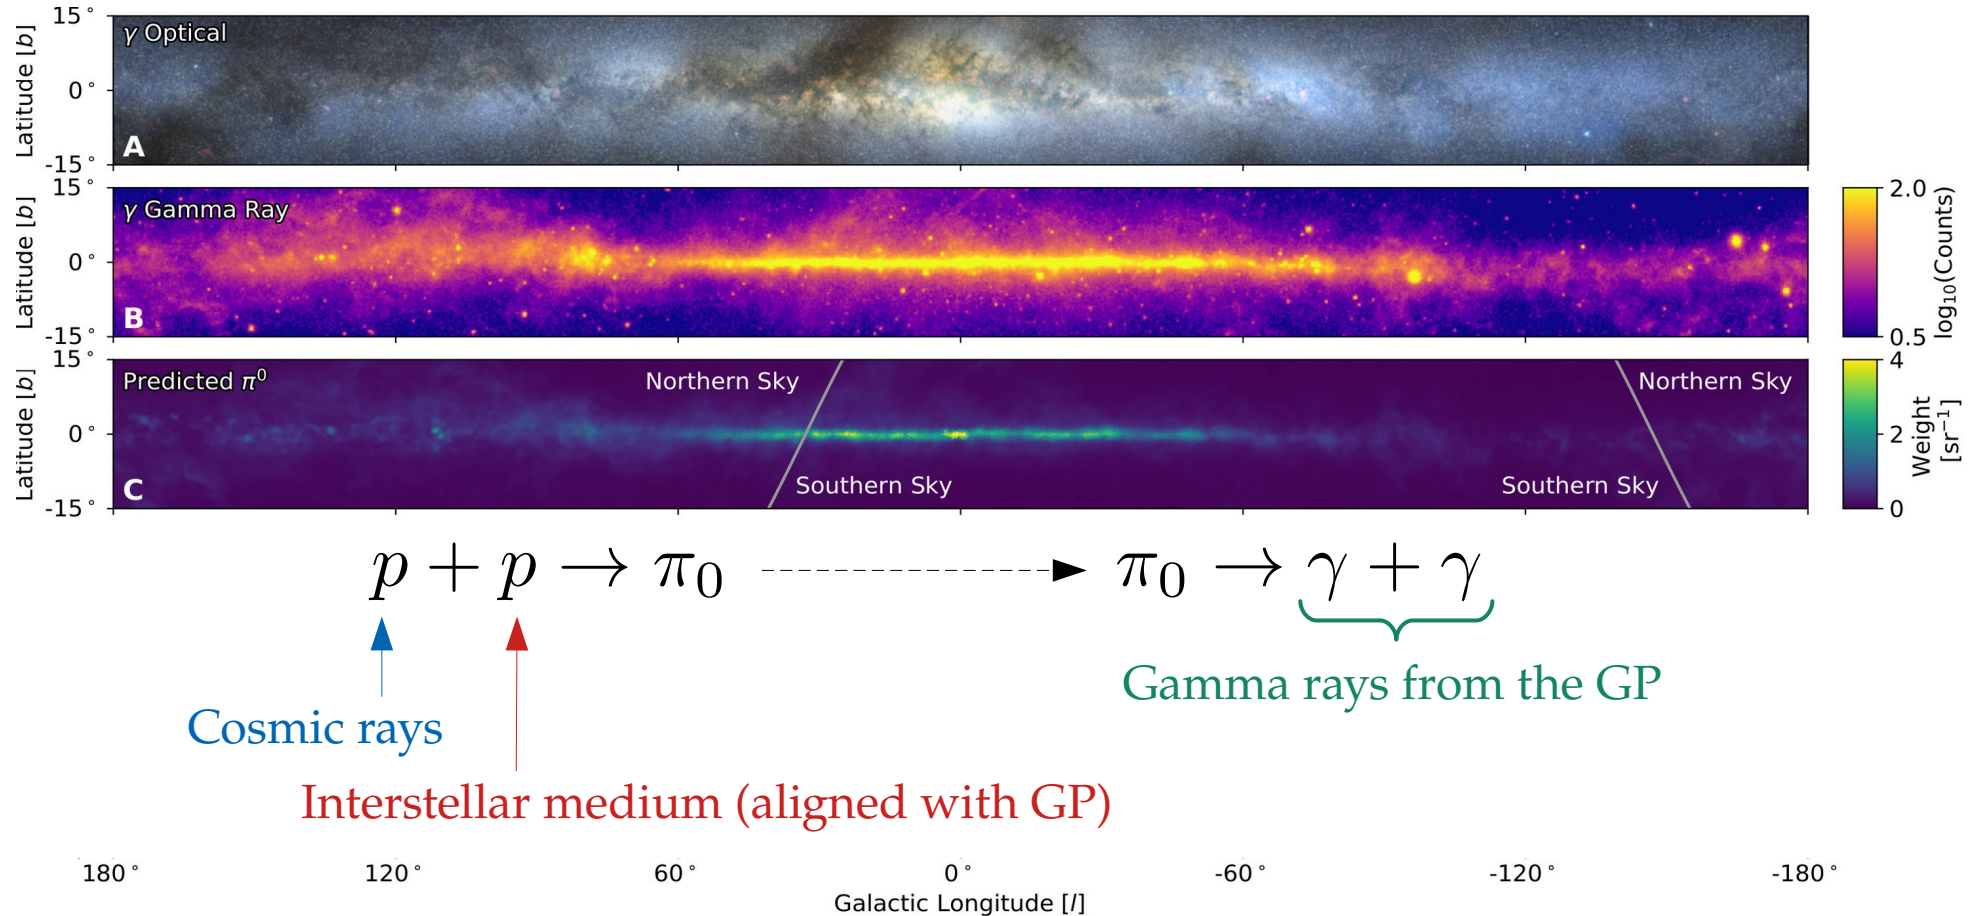 15°
γ Optical
Latitude [b]
0°
A
-15°
15°
γ Gamma Ray
Latitude [b]
0°
B
-15°
2.0
log₁₀(Counts)
0.5
15°
Predicted π⁰
Northern Sky
Northern Sky
Latitude [b]
0°
Southern Sky
Southern Sky
C
-15°
4
Weight
[sr⁻¹]
2
0
p + p → π₀ π₀ → γ + γ
Gamma rays from the GP
Cosmic rays
Interstellar medium (aligned with GP)
180° 120° 60° 0° -60° -120° -180°
Galactic Longitude [l]